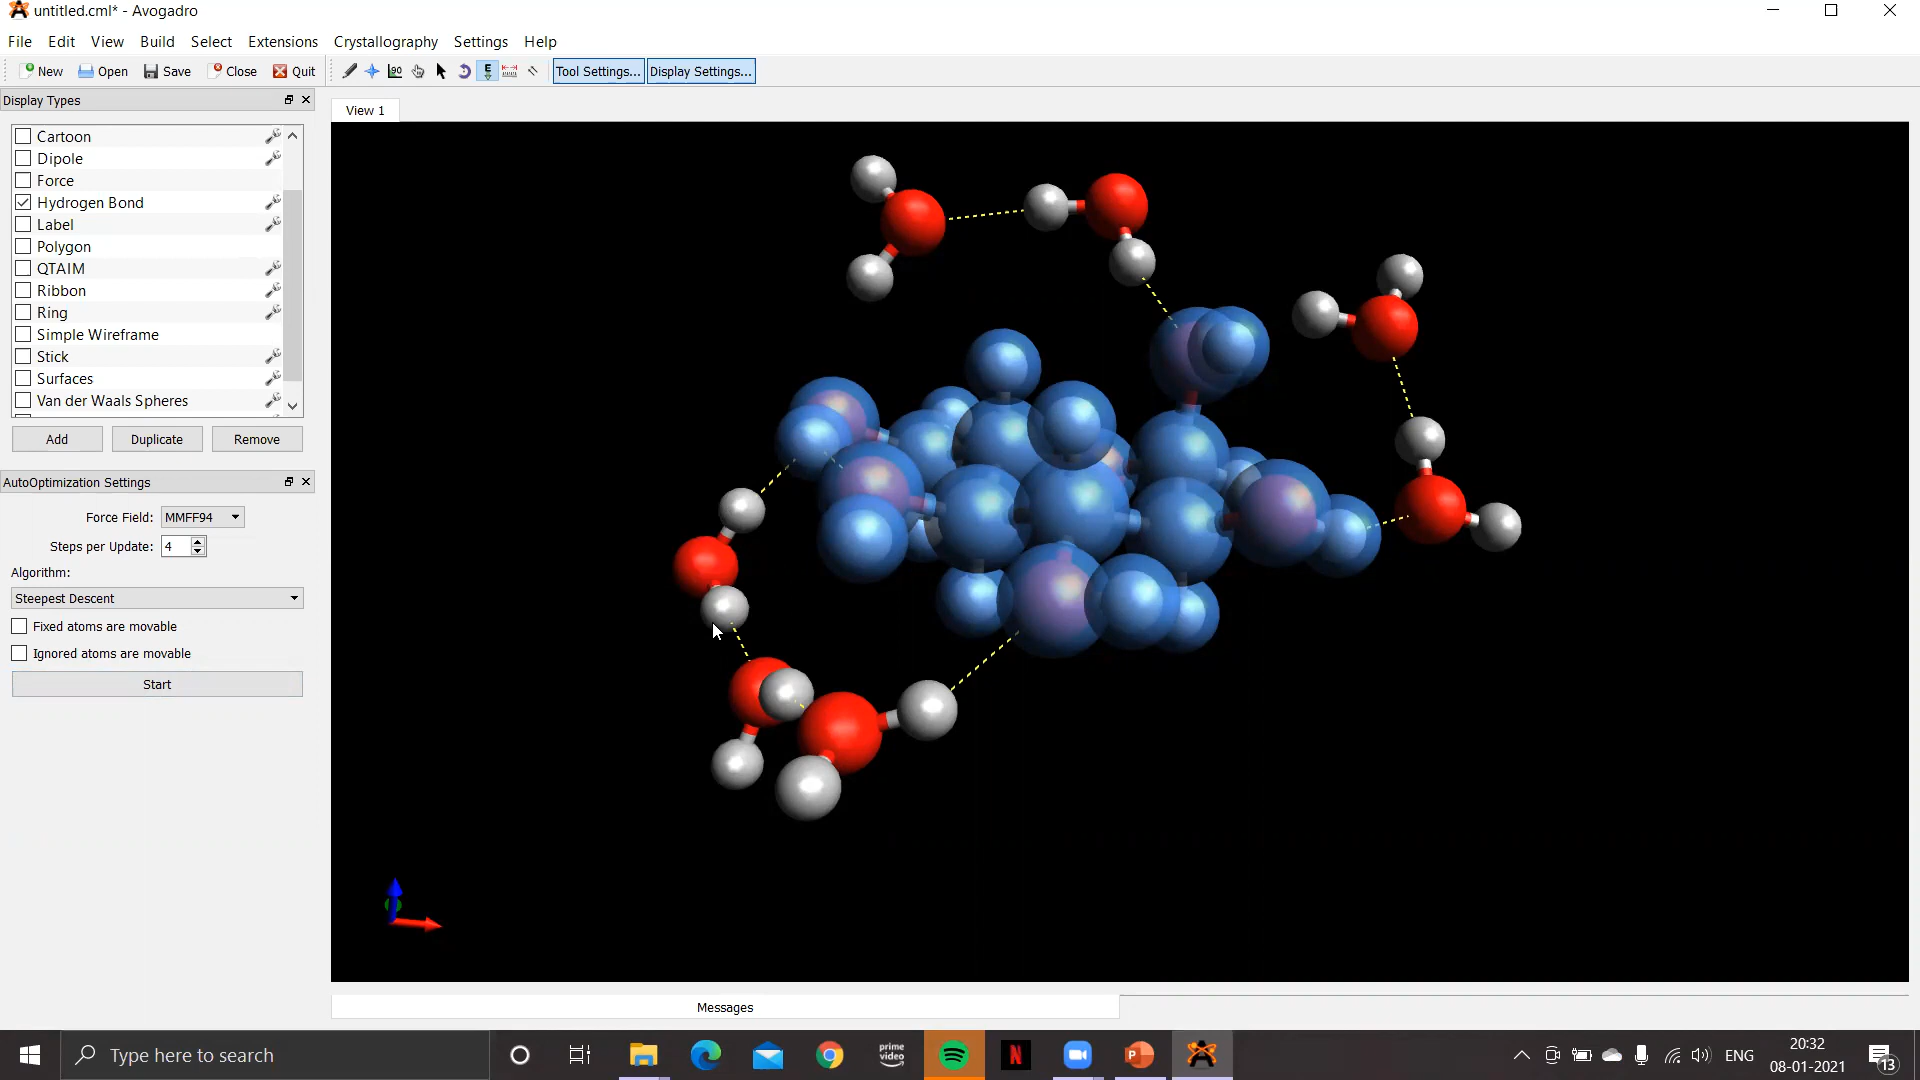 untitled.cml* - Avogadro
File Edit View Build Select Extensions Crystallography Settings Help
New Open Save Close Quit 90 E Tool Settings... Display Settings...
Display Types
View 1
Cartoon
Dipole
Force
Hydrogen Bond
Label
Polygon
QTAIM
Ribbon
Ring
Simple Wireframe
Stick
Surfaces
Van der Waals Spheres
Add Duplicate Remove
AutoOptimization Settings
Force Field: MMFF94
Steps per Update: 4
Algorithm:
Steepest Descent
Fixed atoms are movable
Ignored atoms are movable
Start
Messages
Type here to search
prime
video
N
P
ENG
20:32
08-01-2021
13